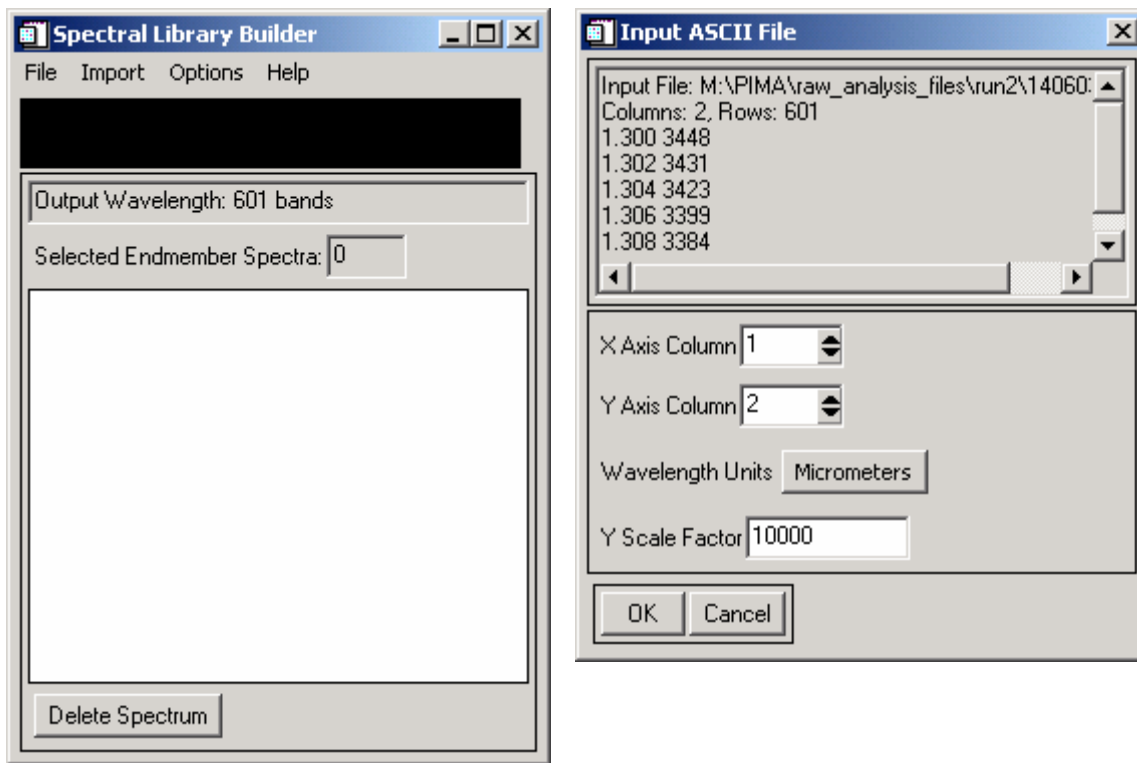 Spectral Library Builder
File Import Options Help
Output Wavelength: 601 bands
Selected Endmember Spectra: 0
Delete Spectrum
Input ASCII File
Input File: M:\PIMA\raw_analysis_files\run2\14060
Columns: 2, Rows: 601
1.300 3448
1.302 3431
1.304 3423
1.306 3399
1.308 3384
X Axis Column 1
Y Axis Column 2
Wavelength Units Micrometers
Y Scale Factor 10000
OK Cancel